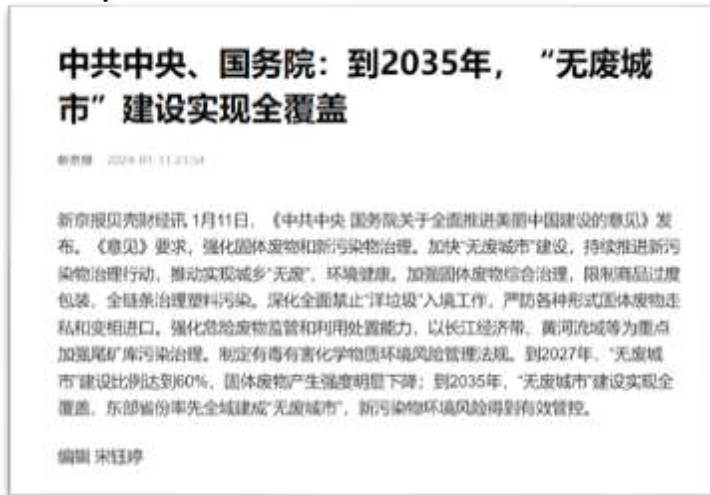 中共中央、国务院：到2035年，“无废城
市”建设实现全覆盖
新京报 2024-01-11 21:54
新京报贝壳财经讯 1月11日，《中共中央 国务院关于全面推进美丽中国建设的意见》发
布。《意见》要求，强化固体废物和新污染物治理。加快“无废城市”建设，持续推进新污
染物治理行动，推动实现城乡“无废”、环境健康。加强固体废物综合治理，限制商品过度
包装，全链条治理塑料污染。深化全面禁止“洋垃圾”入境工作，严防各种形式固体废物走
私和变相进口。强化危险废物监管和利用处置能力，以长江经济带、黄河流域等为重点
加强尾矿库污染治理。制定有毒有害化学物质环境风险管理法规。到2027年，“无废城
市”建设比例达到60%，固体废物产生强度明显下降；到2035年，“无废城市”建设实现全
覆盖，东部省份率先全域建成“无废城市”，新污染物环境风险得到有效管控。
编辑 宋钰婷